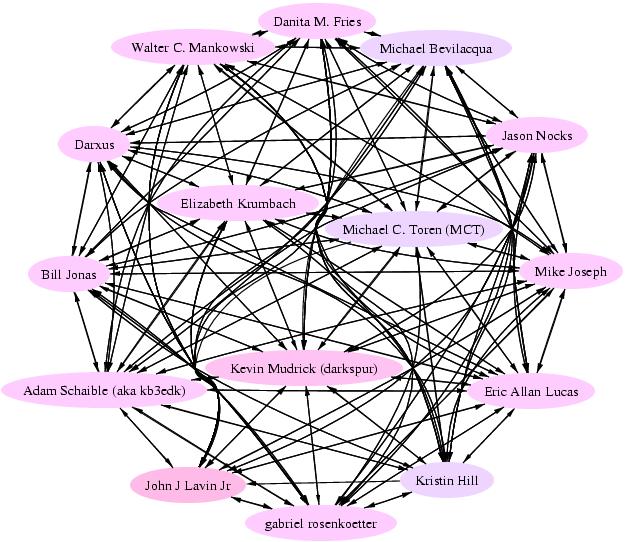 Danita M. Fries
Walter C. Mankowski
Michael Bevilacqua
Darxus
Jason Nocks
Elizabeth Krumbach
Michael C. Toren (MCT)
Bill Jonas
Mike Joseph
Kevin Mudrick (darkspur)
Adam Schaible (aka kb3edk)
Eric Allan Lucas
John J Lavin Jr
Kristin Hill
gabriel rosenkoetter